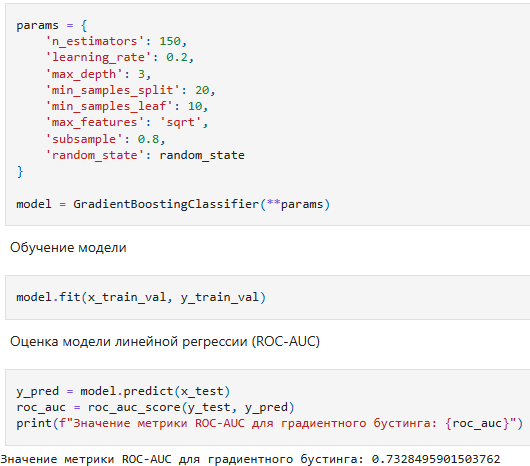 params = {
    'n_estimators': 150,
    'learning_rate': 0.2,
    'max_depth': 3,
    'min_samples_split': 20,
    'min_samples_leaf': 10,
    'max_features': 'sqrt',
    'subsample': 0.8,
    'random_state': random_state
}
model = GradientBoostingClassifier(**params)
Обучение модели
model.fit(x_train_val, y_train_val)
Оценка модели линейной регрессии (ROC-AUC)
y_pred = model.predict(x_test)
roc_auc = roc_auc_score(y_test, y_pred)
print(f"Значение метрики ROC-AUC для градиентного бустинга: {roc_auc}")
Значение метрики ROC-AUC для градиентного бустинга: 0.7328495901503762